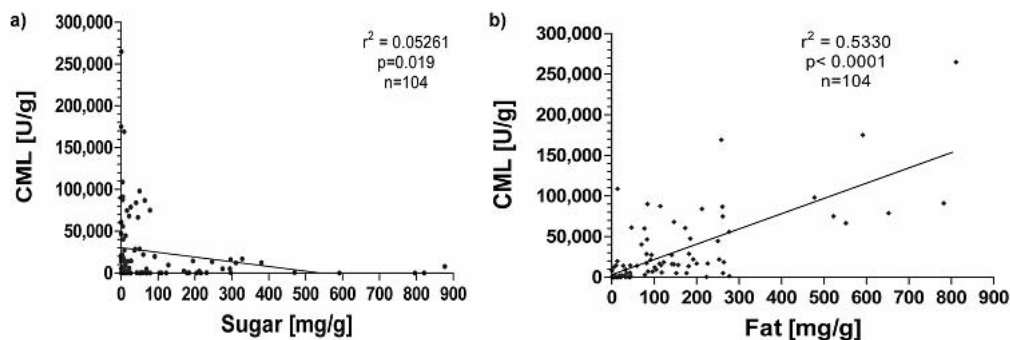 a)
CML [U/g]
300,000
250,000
200,000
150,000
100,000
50,000
0
r² = 0.05261
p=0.019
n=104
0 100 200 300 400 500 600 700 800 900
Sugar [mg/g]
b)
CML [U/g]
300,000
250,000
200,000
150,000
100,000
50,000
0
r² = 0.5330
p< 0.0001
n=104
0 100 200 300 400 500 600 700 800 900
Fat [mg/g]